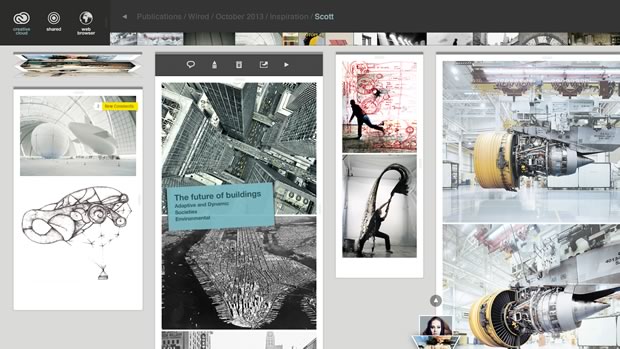 creative
cloud
shared
web
browser
Publications / Wired / October 2013 / Inspiration / Scott
2
New Comments
The future of buildings
Adaptive and Dynamic
Societies
Environmental